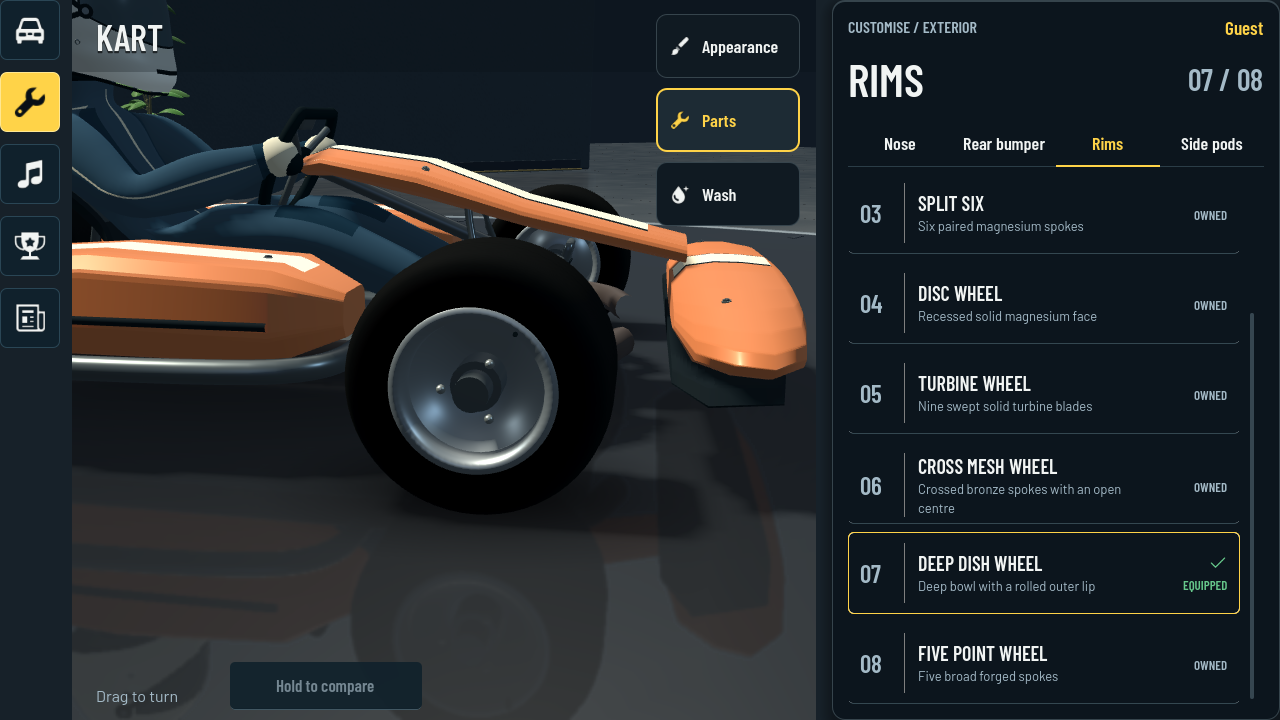 KART
Appearance
Parts
Wash
Hold to compare
Drag to turn
CUSTOMISE / EXTERIOR
Guest
RIMS
07 / 08
Nose
Rear bumper
Rims
Side pods
03
SPLIT SIX
Six paired magnesium spokes
OWNED
04
DISC WHEEL
Recessed solid magnesium face
OWNED
05
TURBINE WHEEL
Nine swept solid turbine blades
OWNED
06
CROSS MESH WHEEL
Crossed bronze spokes with an open
centre
OWNED
07
DEEP DISH WHEEL
Deep bowl with a rolled outer lip
EQUIPPED
08
FIVE POINT WHEEL
Five broad forged spokes
OWNED